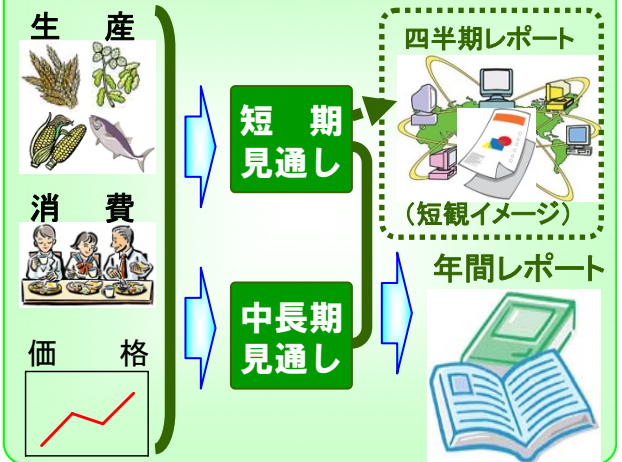 生 産
消 費
価 格
短 期
見通し
中長期
見通し
四半期レポート
（短観イメージ）
年間レポート